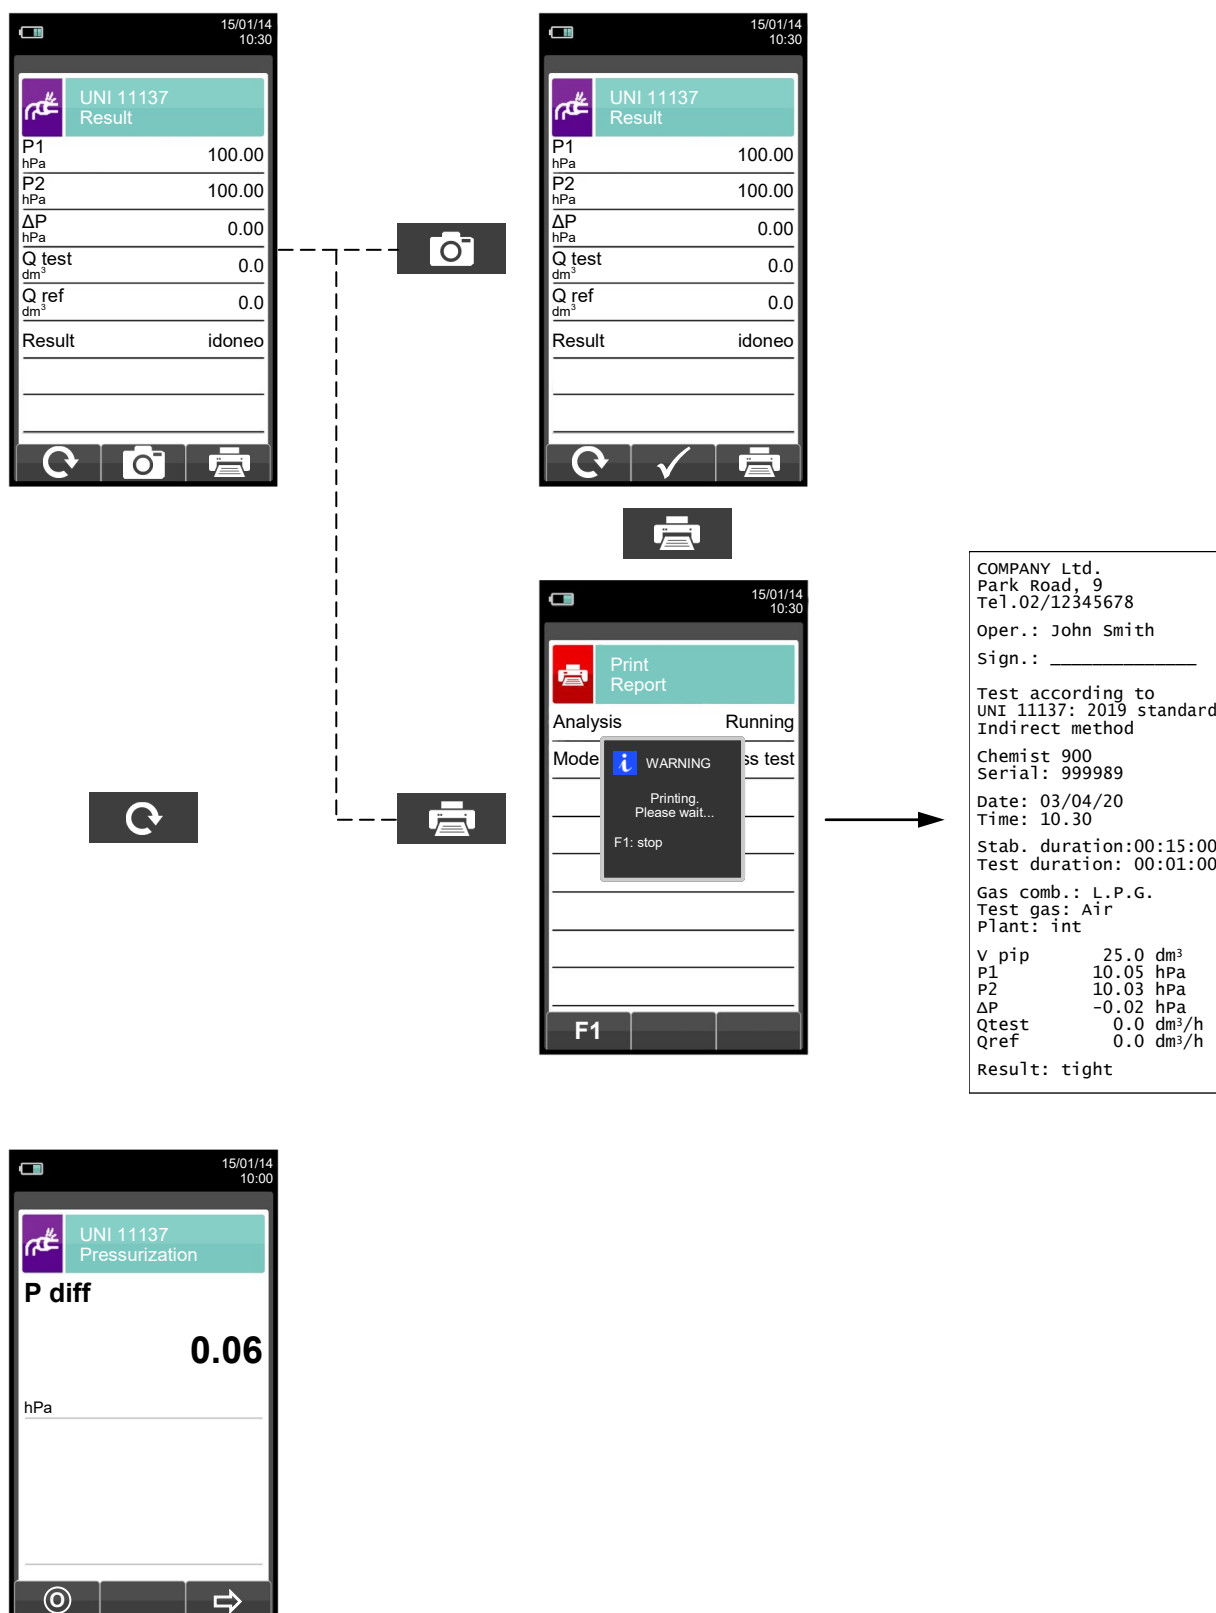 15/01/14
10:30
UNI 11137
Result
P1
hPa
100.00
P2
hPa
100.00
ΔP
hPa
0.00
Q test
dm³
0.0
Q ref
dm³
0.0
Result idoneo
15/01/14
10:30
UNI 11137
Result
P1
hPa
100.00
P2
hPa
100.00
ΔP
hPa
0.00
Q test
dm³
0.0
Q ref
dm³
0.0
Result idoneo
15/01/14
10:30
Print
Report
Analysis Running
Mode ss test
i WARNING
Printing.
Please wait...
F1: stop
F1
COMPANY Ltd.
Park Road, 9
Tel.02/12345678
Oper.: John Smith
Sign.: ______________
Test according to
UNI 11137: 2019 standard
Indirect method
Chemist 900
Serial: 999989
Date: 03/04/20
Time: 10.30
Stab. duration:00:15:00
Test duration: 00:01:00
Gas comb.: L.P.G.
Test gas: Air
Plant: int
V pip 25.0 dm³
P1 10.05 hPa
P2 10.03 hPa
ΔP -0.02 hPa
Qtest 0.0 dm³/h
Qref 0.0 dm³/h
Result: tight
15/01/14
10:00
UNI 11137
Pressurization
P diff
0.06
hPa